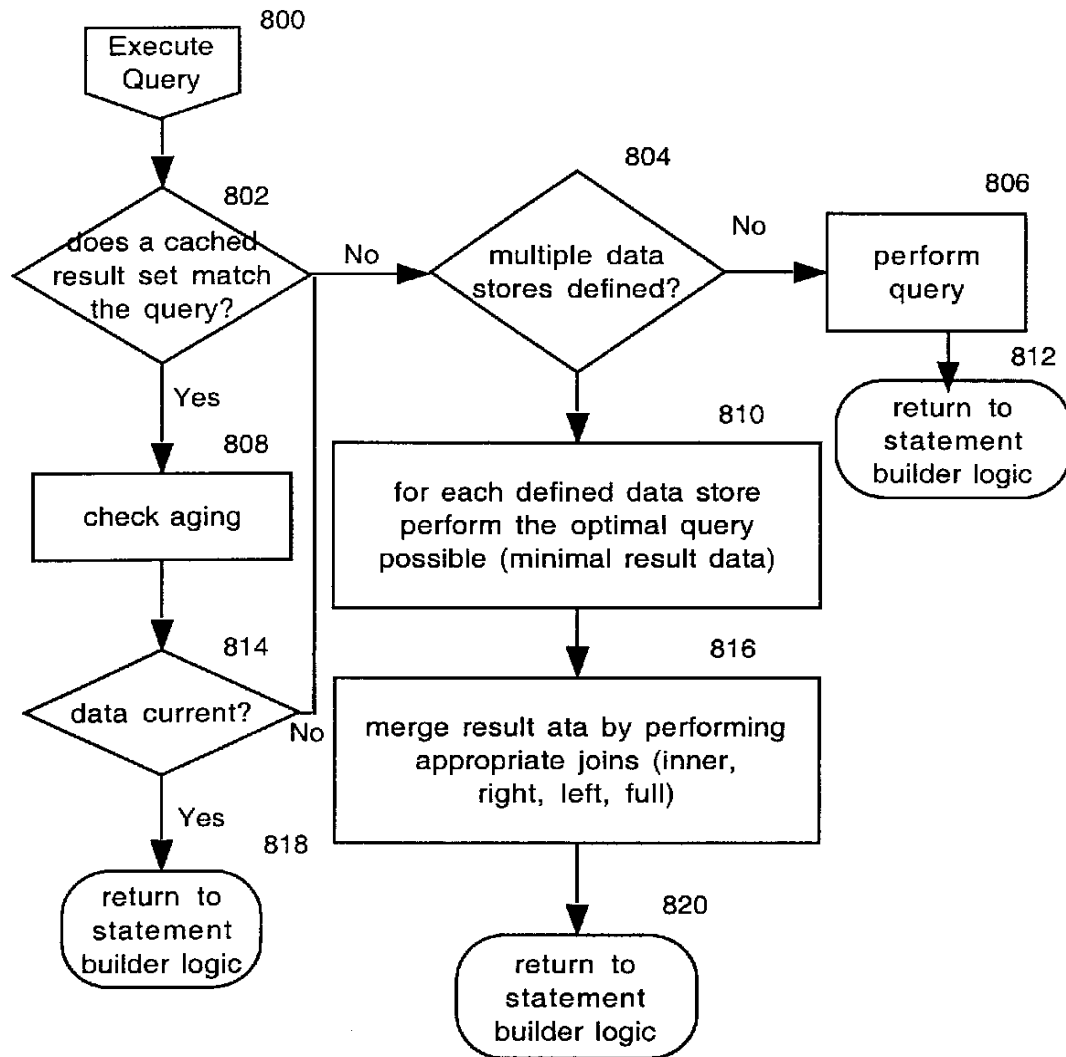 800
Execute
Query
802
does a cached
result set match
the query?
No
804
multiple data
stores defined?
No
806
perform
query
812
return to
statement
builder logic
Yes
808
check aging
810
for each defined data store
perform the optimal query
possible (minimal result data)
814
data current?
No
816
merge result ata by performing
appropriate joins (inner,
right, left, full)
Yes
818
return to
statement
builder logic
820
return to
statement
builder logic